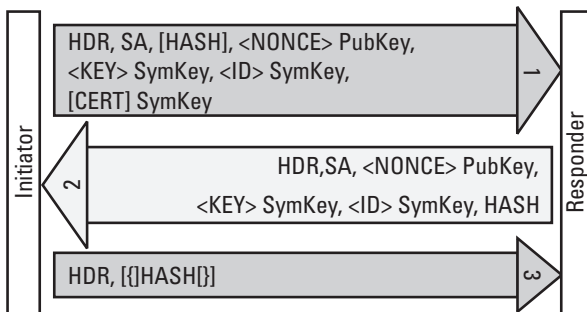 Initiator
HDR, SA, [HASH], <NONCE> PubKey,
<KEY> SymKey, <ID> SymKey,
[CERT] SymKey
1
HDR,SA, <NONCE> PubKey,
<KEY> SymKey, <ID> SymKey, HASH
2
HDR, [{]HASH[}]
3
Responder